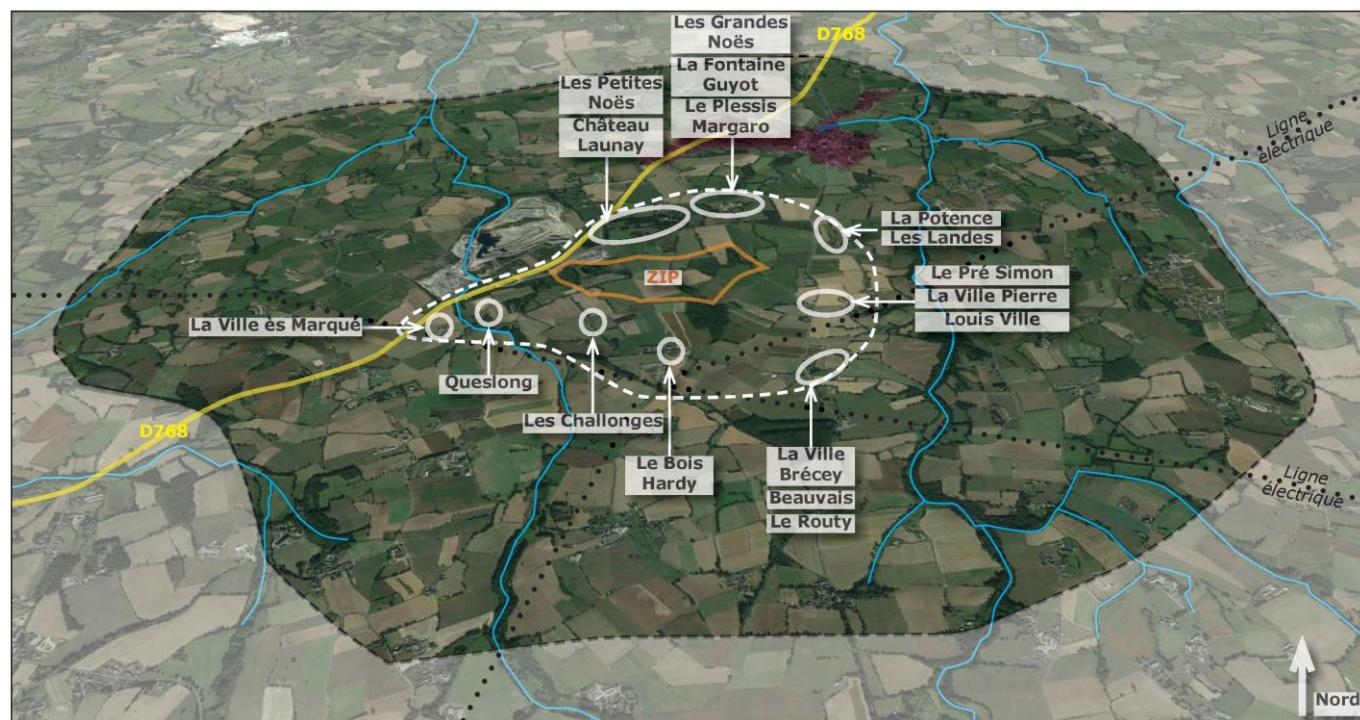 Les Grandes
Noës
La Fontaine
Guyot
Le Plessis
Margaro
D768
Les Petites
Noës
Château
Launay
Ligne
électrique
La Potence
Les Landes
ZIP
Le Pré Simon
La Ville Pierre
Louis Ville
La Ville ès Marqué
Queslong
Les Challonges
D768
Le Bois
Hardy
La Ville
Brécey
Beauvais
Le Routy
Ligne
électrique
Nord